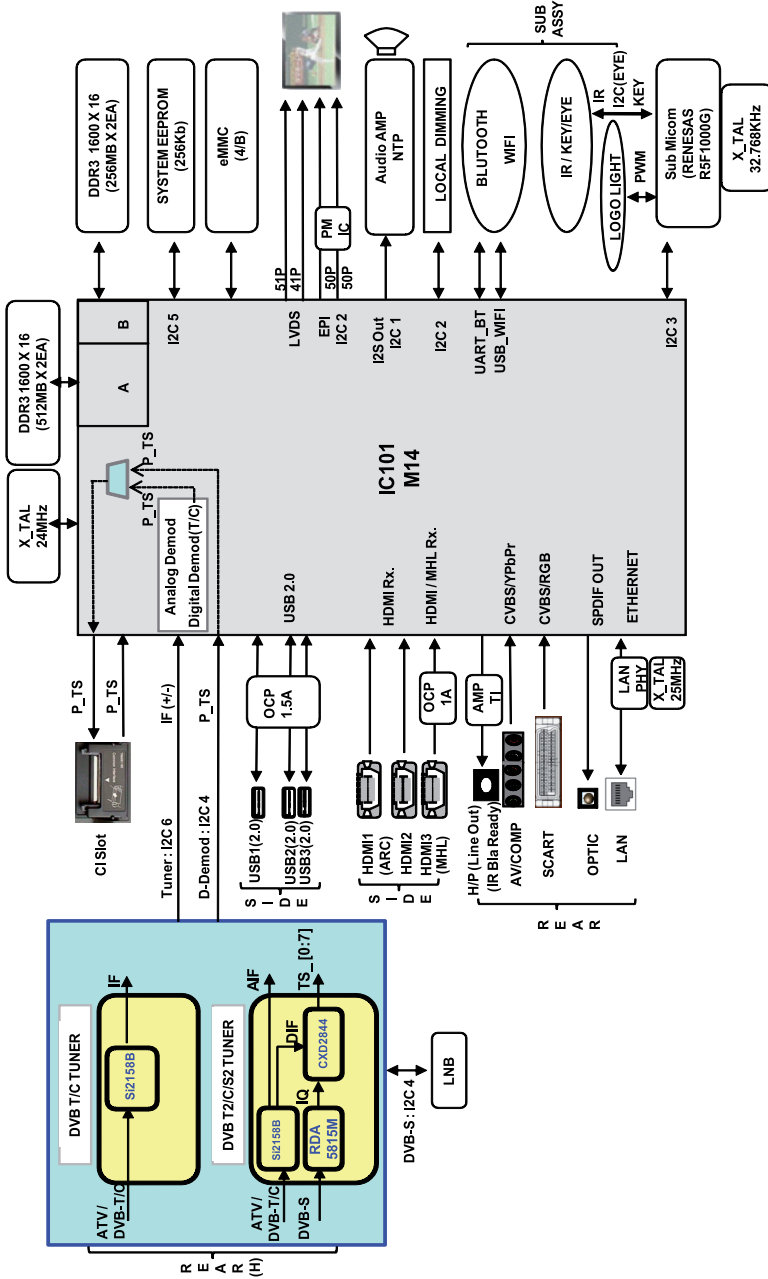 DVB T/C TUNER
ATV /
DVB-T/C
Si2158B
IF
DVB T2/C/S2 TUNER
ATV /
DVB-T/C
Si2158B
AIF
DIF
DVB-S
RDA
5815M
IQ
CXD2844
TS_ [0:7]
R
E
A
R
(H)
DVB-S : I2C 4
LNB
CI Slot
P_TS
P_TS
Tuner : I2C 6
IF (+/-)
D-Demod : I2C 4
P_TS
USB1(2.0)
USB2(2.0)
USB3(2.0)
S
I
D
E
OCP
1.5A
HDMI1
(ARC)
HDMI2
HDMI3
(MHL)
S
I
D
E
OCP
1A
H/P (Line Out)
(IR Bla Ready)
AMP
TI
AV/COMP
SCART
OPTIC
LAN
R
E
A
R
LAN
PHY
X_TAL
25MHz
X_TAL
24MHz
DDR3 1600 X 16
(512MB X 2EA)
A
B
P_TS
P_TS
Analog Demod
Digital Demod(T/C)
USB 2.0
HDMI Rx.
HDMI / MHL Rx.
CVBS/YPbPr
CVBS/RGB
SPDIF OUT
ETHERNET
IC101
M14
I2C 5
LVDS
EPI
I2C 2
I2S Out
I2C 1
I2C 2
UART_BT
USB_WIFI
I2C 3
DDR3 1600 X 16
(256MB X 2EA)
SYSTEM EEPROM
(256Kb)
eMMC
(4/B)
51P
41P
50P
50P
PM
IC
Audio AMP
NTP
LOCAL DIMMING
BLUTOOTH
WIFI
IR / KEY/EYE
SUB
ASSY
LOGO LIGHT
PWM
IR
I2C(EYE)
KEY
Sub Micom
(RENESAS
R5F1000G)
X_TAL
32.768KHz